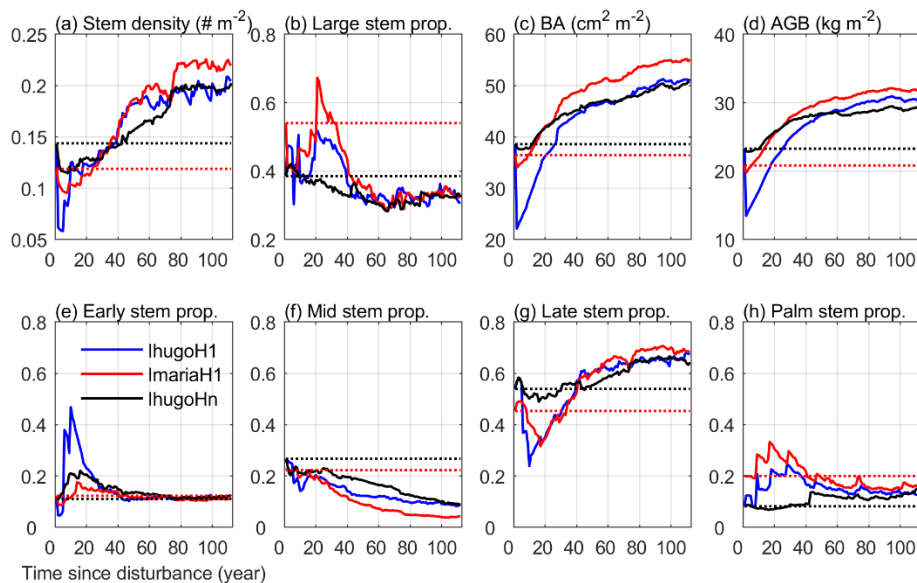 (a) Stem density (# m-2)
(b) Large stem prop.
(c) BA (cm2 m-2)
(d) AGB (kg m-2)
0.25
0.2
0.15
0.1
0.05
0 20 40 60 80 100
0.8
0.6
0.4
0.2
0 20 40 60 80 100
60
50
40
30
20
0 20 40 60 80 100
40
30
20
10
0 20 40 60 80 100
(e) Early stem prop.
(f) Mid stem prop.
(g) Late stem prop.
(h) Palm stem prop.
0.8
0.6
0.4
0.2
0
IhugoH1
ImariaH1
IhugoHn
0 20 40 60 80 100
0.8
0.6
0.4
0.2
0
0 20 40 60 80 100
0.8
0.6
0.4
0.2
0
0 20 40 60 80 100
0.8
0.6
0.4
0.2
0
0 20 40 60 80 100
Time since disturbance (year)